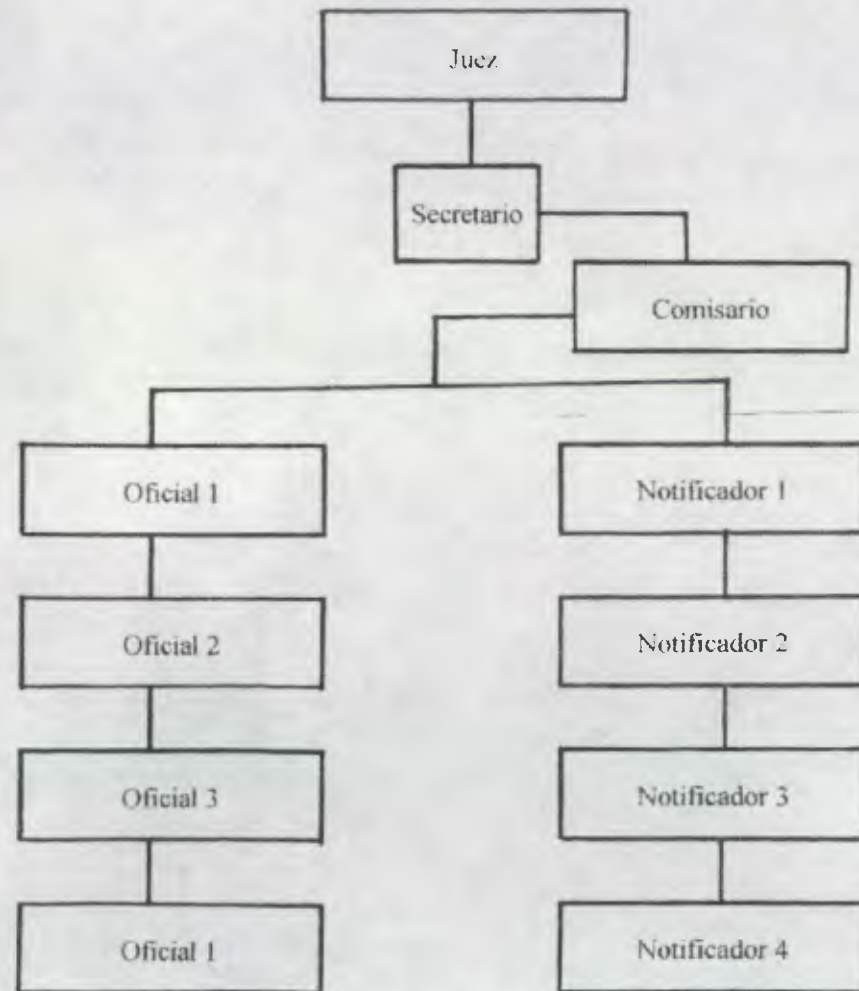 Juez
Secretario
Comisario
Oficial 1
Notificador 1
Oficial 2
Notificador 2
Oficial 3
Notificador 3
Oficial 1
Notificador 4